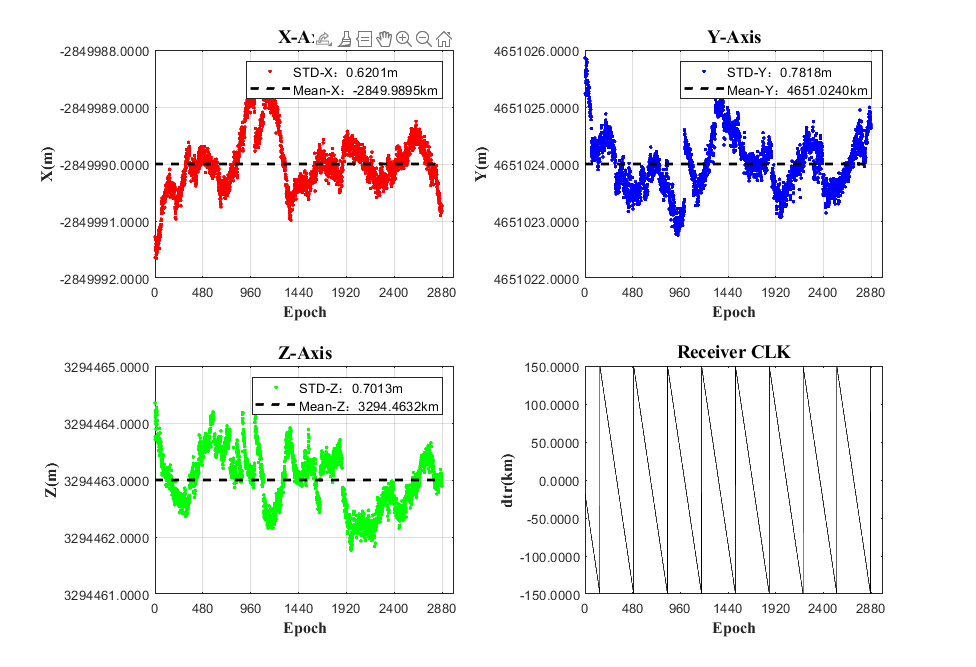 X-A
-2849988.0000
-2849989.0000
-2849990.0000
-2849991.0000
-2849992.0000
X(m)
STD-X：0.6201m
Mean-X：-2849.9895km
0 480 960 1440 1920 2400 2880
Epoch
Y-Axis
4651026.0000
4651025.0000
4651024.0000
4651023.0000
4651022.0000
Y(m)
STD-Y：0.7818m
Mean-Y：4651.0240km
0 480 960 1440 1920 2400 2880
Epoch
Z-Axis
3294465.0000
3294464.0000
3294463.0000
3294462.0000
3294461.0000
Z(m)
STD-Z：0.7013m
Mean-Z：3294.4632km
0 480 960 1440 1920 2400 2880
Epoch
Receiver CLK
150.0000
100.0000
50.0000
0.0000
-50.0000
-100.0000
-150.0000
dtr(km)
0 480 960 1440 1920 2400 2880
Epoch